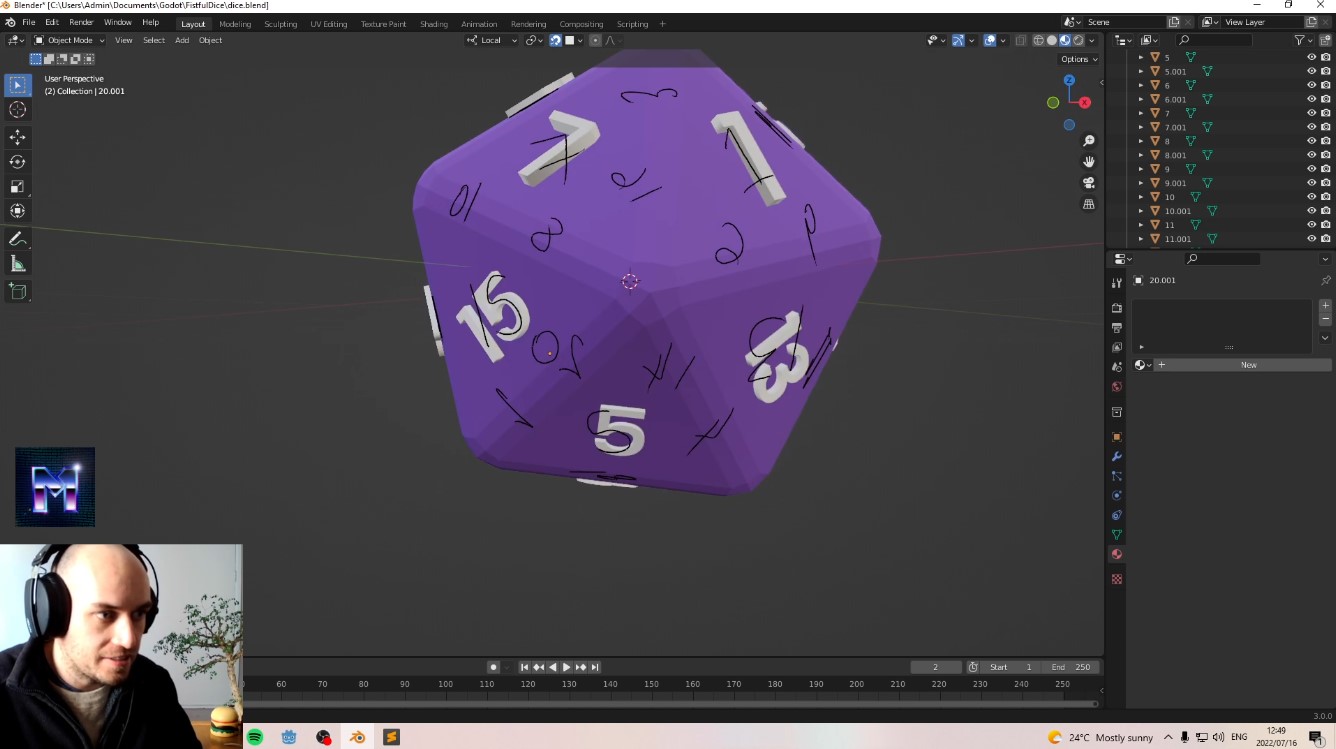 Blender* [C:\Users\Admin\Documents\Godot\FistfulDice\dice.blend]
File Edit Render Window Help Layout Modeling Sculpting UV Editing Texture Paint Shading Animation Rendering Compositing Scripting + Scene View Layer
Object Mode View Select Add Object Local
Options
User Perspective
(2) Collection | 20.001
Z
X
5
5.001
6
6.001
7
7.001
8
8.001
9
9.001
10
10.001
11
11.001
20.001
New
7 1
15 13
5
M
2 Start 1 End 250
60 70 80 90 100 110 120 130 140 150 160 170 180 190 200 210 220 230 240 250
3.0.0
24°C Mostly sunny ENG 12:49
2022/07/16